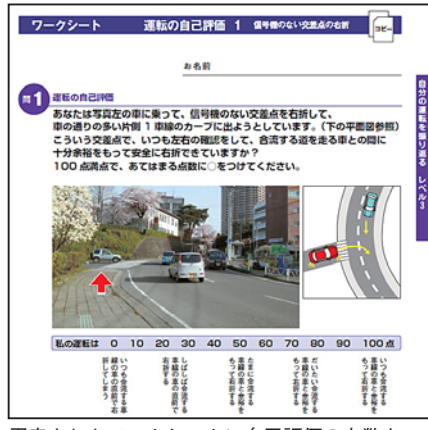 ワークシート 運転の自己評価 1 信号機のない交差点の右折
コピー
お名前
問1 運転の自己評価
あなたは写真左の車に乗って、信号機のない交差点を右折して、
車の通りの多い片側 1 車線のカーブに出ようとしています。(下の平面図参照)
こういう交差点で、いつも左右の確認をして、合流する道を走る車との間に
十分余裕をもって安全に右折できていますか?
100 点満点で、あてはまる点数に○をつけてください。
自分の運転を振り返る レベル3
私の運転は 0 10 20 30 40 50 60 70 80 90 100 点
いつも合流する車
線の車の直前で右
折してしまう
しばしば合流する
車線の車の直前で
右折する
たまに合流する
車線の車と余裕を
もって右折する
だいたい合流する
車線の車と余裕を
もって右折する
いつも合流する
車線の車と余裕を
もって右折する